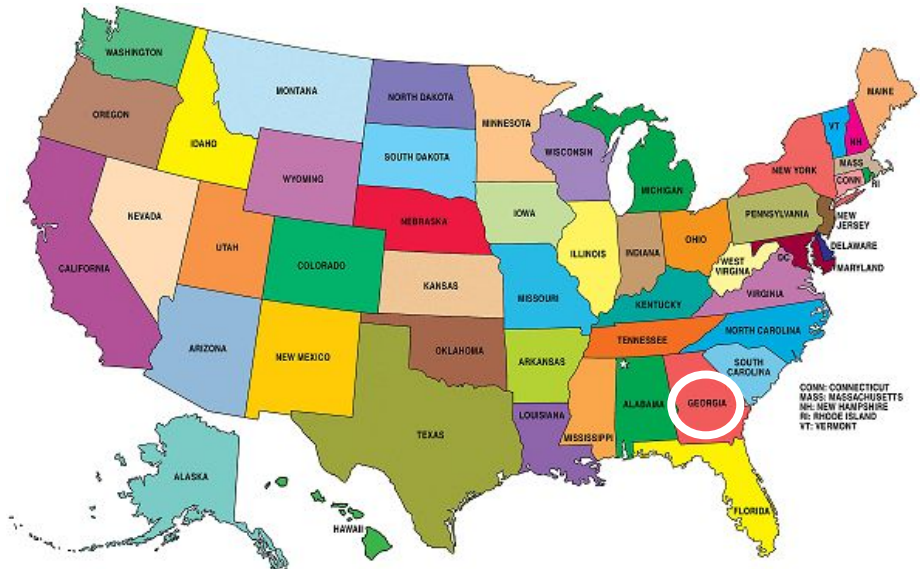 WASHINGTON
OREGON
CALIFORNIA
NEVADA
IDAHO
MONTANA
WYOMING
UTAH
ARIZONA
COLORADO
NEW MEXICO
NORTH DAKOTA
SOUTH DAKOTA
NEBRASKA
KANSAS
OKLAHOMA
TEXAS
MINNESOTA
IOWA
MISSOURI
ARKANSAS
LOUISIANA
WISCONSIN
ILLINOIS
MICHIGAN
INDIANA
OHIO
KENTUCKY
TENNESSEE
MISSISSIPPI
ALABAMA
GEORGIA
FLORIDA
SOUTH
CAROLINA
NORTH CAROLINA
VIRGINIA
WEST
VIRGINA
DC
MARYLAND
DELAWARE
PENNSYLVANIA
NEW
JERSEY
NEW YORK
CONN
RI
MASS
VT
NH
MAINE
ALASKA
HAWAII
CONN: CONNECTICUT
MASS: MASSACHUSETTS
NH: NEW HAMPSHIRE
RI: RHODE ISLAND
VT: VERMONT